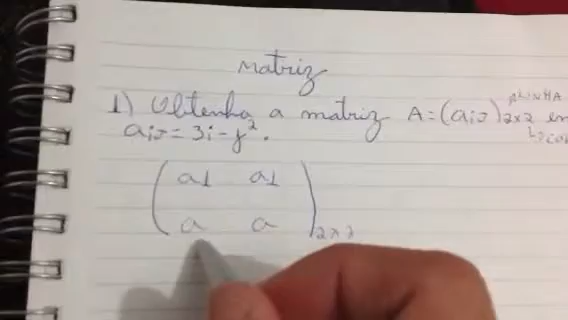 Matriz
1) Obtenha a matriz A=(aij)2x2 em
aij = 3i - j².
a1 a1
a a
2x2